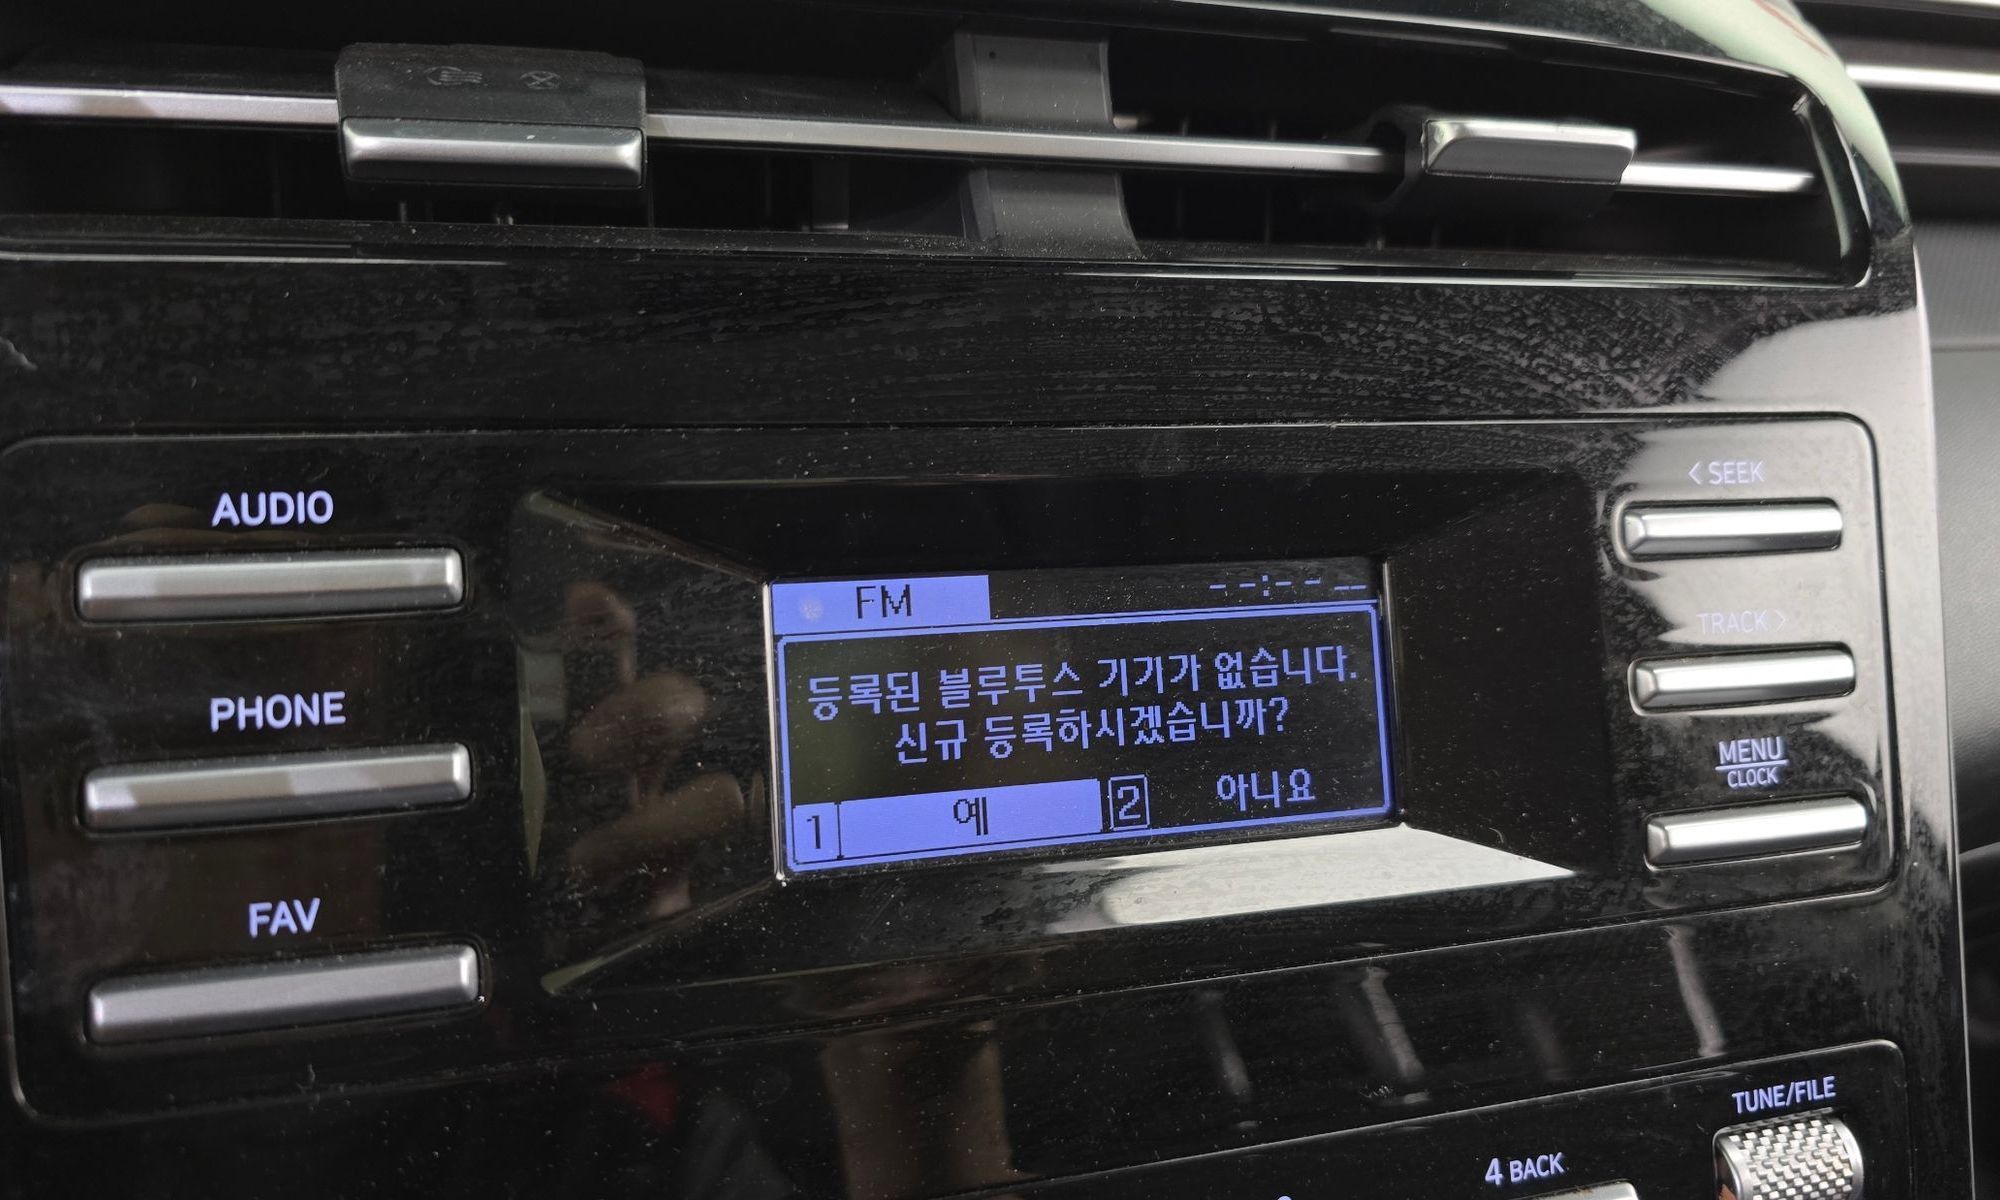 AUDIO
PHONE
FAV
FM
--:--
등록된 블루투스 기기가 없습니다.
신규 등록하시겠습니까?
1 예 2 아니요
< SEEK
TRACK >
MENU
CLOCK
TUNE/FILE
4 BACK